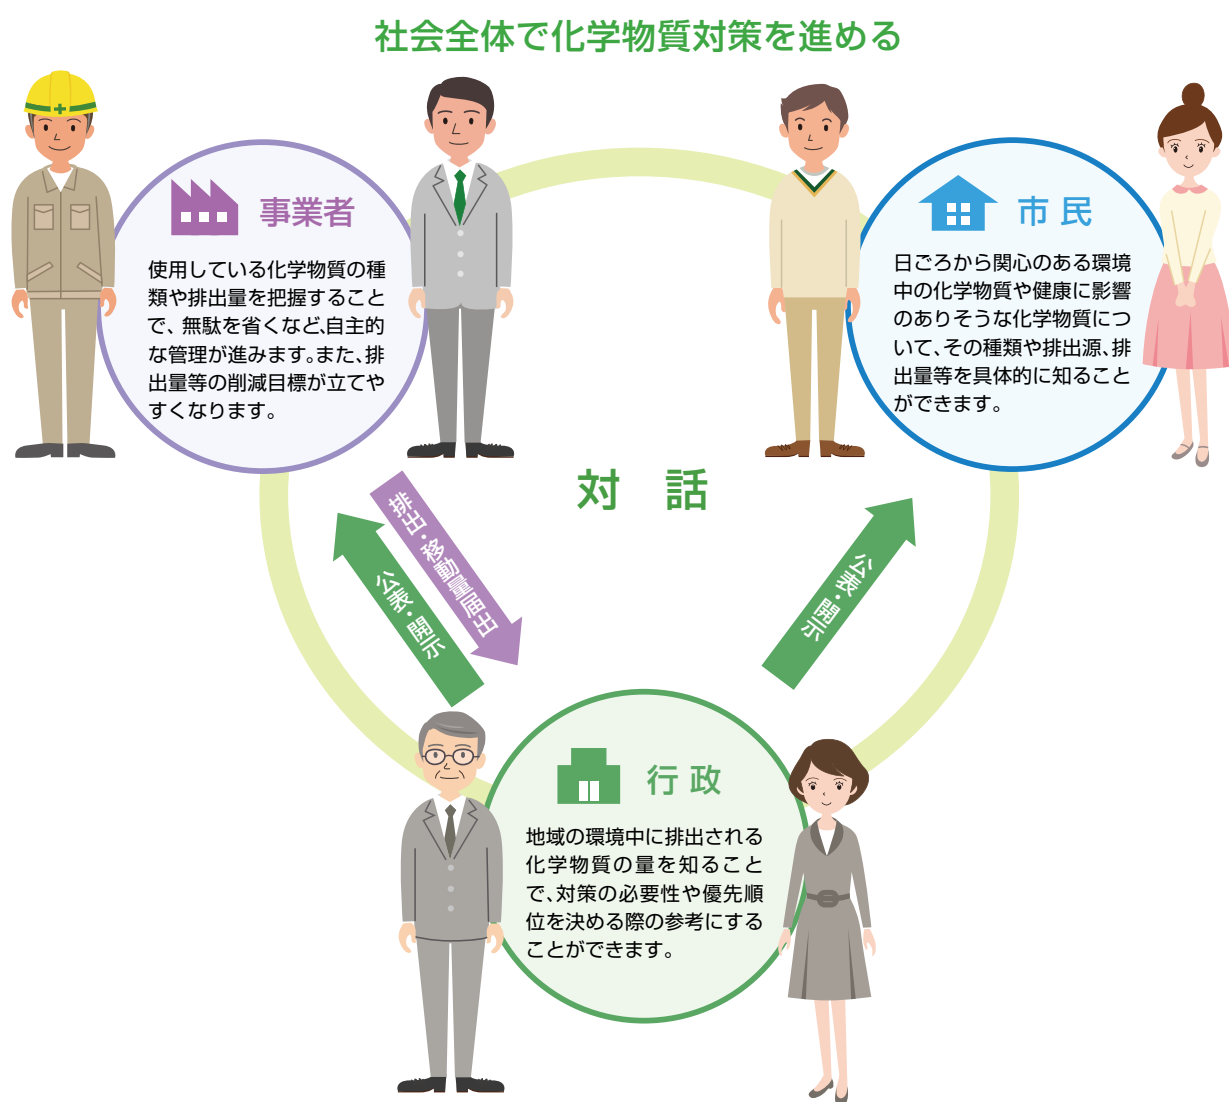 社会全体で化学物質対策を進める
事業者
使用している化学物質の種
類や排出量を把握すること
で、無駄を省くなど、自主的
な管理が進みます。また、排
出量等の削減目標が立てや
すくなります。
市 民
日ごろから関心のある環境
中の化学物質や健康に影響
のありそうな化学物質につ
いて、その種類や排出源、排
出量等を具体的に知ること
ができます。
対 話
排出・移動量届出
公表・開示
公表・開示
行 政
地域の環境中に排出される
化学物質の量を知ること
で、対策の必要性や優先順
位を決める際の参考にする
ことができます。